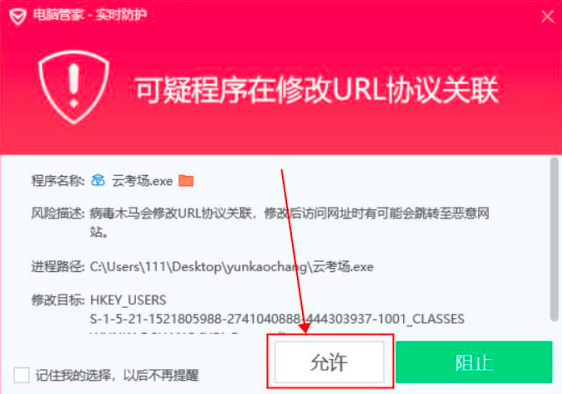 电脑管家 - 实时防护
可疑程序在修改URL协议关联
程序名称: 云考场.exe
风险描述: 病毒木马会修改URL协议关联，修改后访问网址时有可能会跳转至恶意网
站。
进程路径: C:\Users\111\Desktop\yunkaochang\云考场.exe
修改目标: HKEY_USERS
S-1-5-21-1521805988-2741040888-444303937-1001_CLASSES
记住我的选择，以后不再提醒
允许
阻止